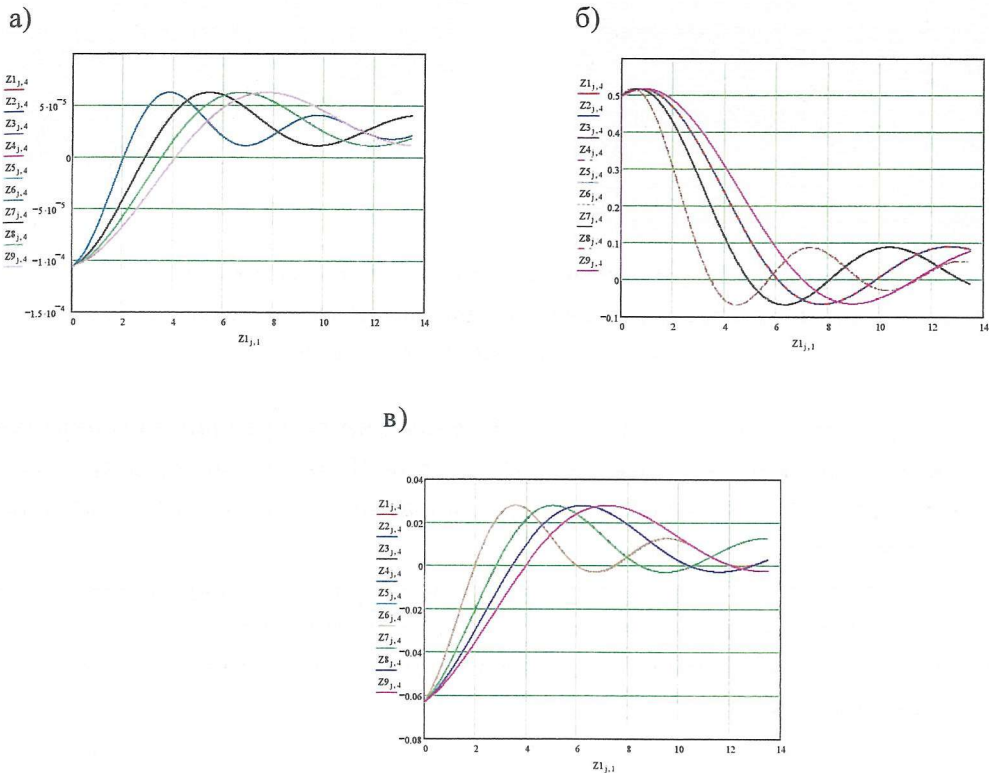 а)
Z1j,4
Z2j,4
Z3j,4
Z4j,4
Z5j,4
Z6j,4
Z7j,4
Z8j,4
Z9j,4
5·10⁻⁵
0
−5·10⁻⁵
−1·10⁻⁴
−1.5·10⁻⁴
0 2 4 6 8 10 12 14
Z1j,1
б)
Z1j,4
Z2j,4
Z3j,4
Z4j,4
Z5j,4
Z6j,4
Z7j,4
Z8j,4
Z9j,4
0.5
0.4
0.3
0.2
0.1
0
−0.1
0 2 4 6 8 10 12 14
Z1j,1
в)
Z1j,4
Z2j,4
Z3j,4
Z4j,4
Z5j,4
Z6j,4
Z7j,4
Z8j,4
Z9j,4
0.04
0.02
0
−0.02
−0.04
−0.06
−0.08
0 2 4 6 8 10 12 14
Z1j,1